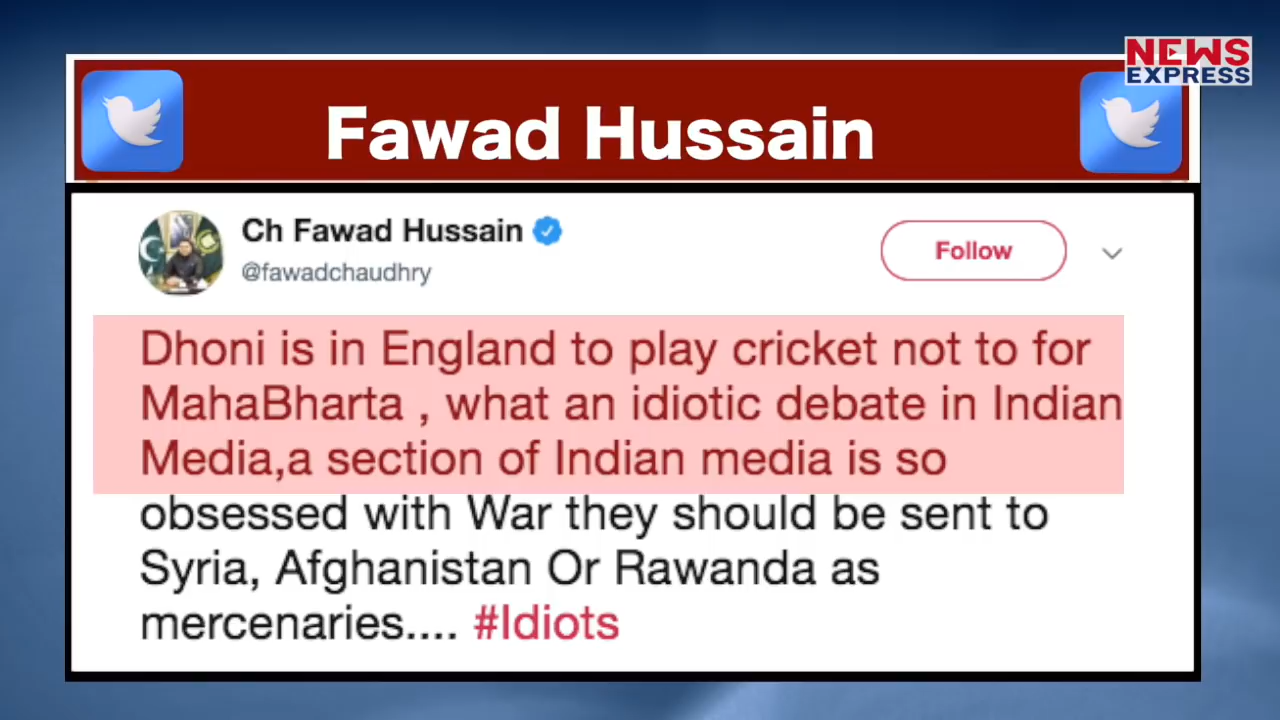 NEWS
EXPRESS
Fawad Hussain
Ch Fawad Hussain
@fawadchaudhry
Follow
Dhoni is in England to play cricket not to for
MahaBharta , what an idiotic debate in Indian
Media,a section of Indian media is so
obsessed with War they should be sent to
Syria, Afghanistan Or Rawanda as
mercenaries.... #Idiots